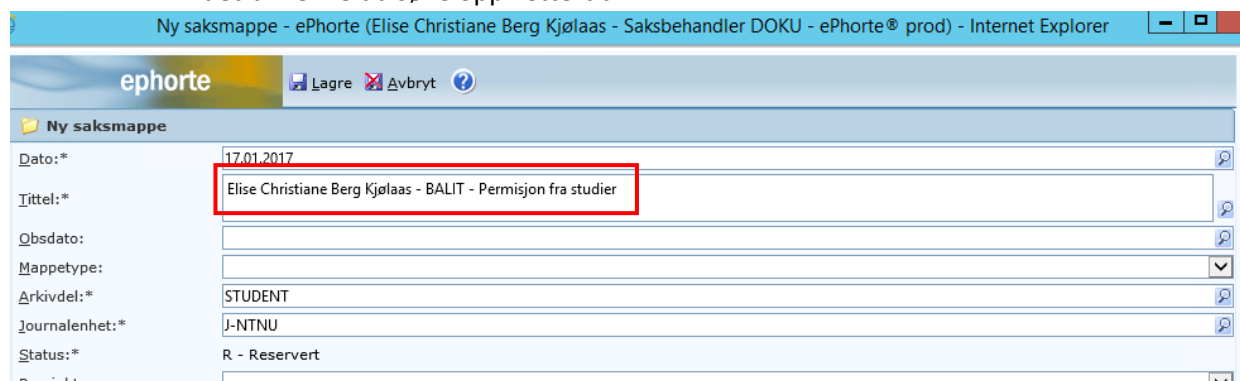 Ny saksmappe - ePhorte (Elise Christiane Berg Kjølaas - Saksbehandler DOKU - ePhorte® prod) - Internet Explorer
ephorte Lagre Avbryt ?
Ny saksmappe
Dato:* 17.01.2017
Tittel:* Elise Christiane Berg Kjølaas - BALIT - Permisjon fra studier
Obsdato:
Mappetype:
Arkivdel:* STUDENT
Journalenhet:* J-NTNU
Status:* R - Reservert